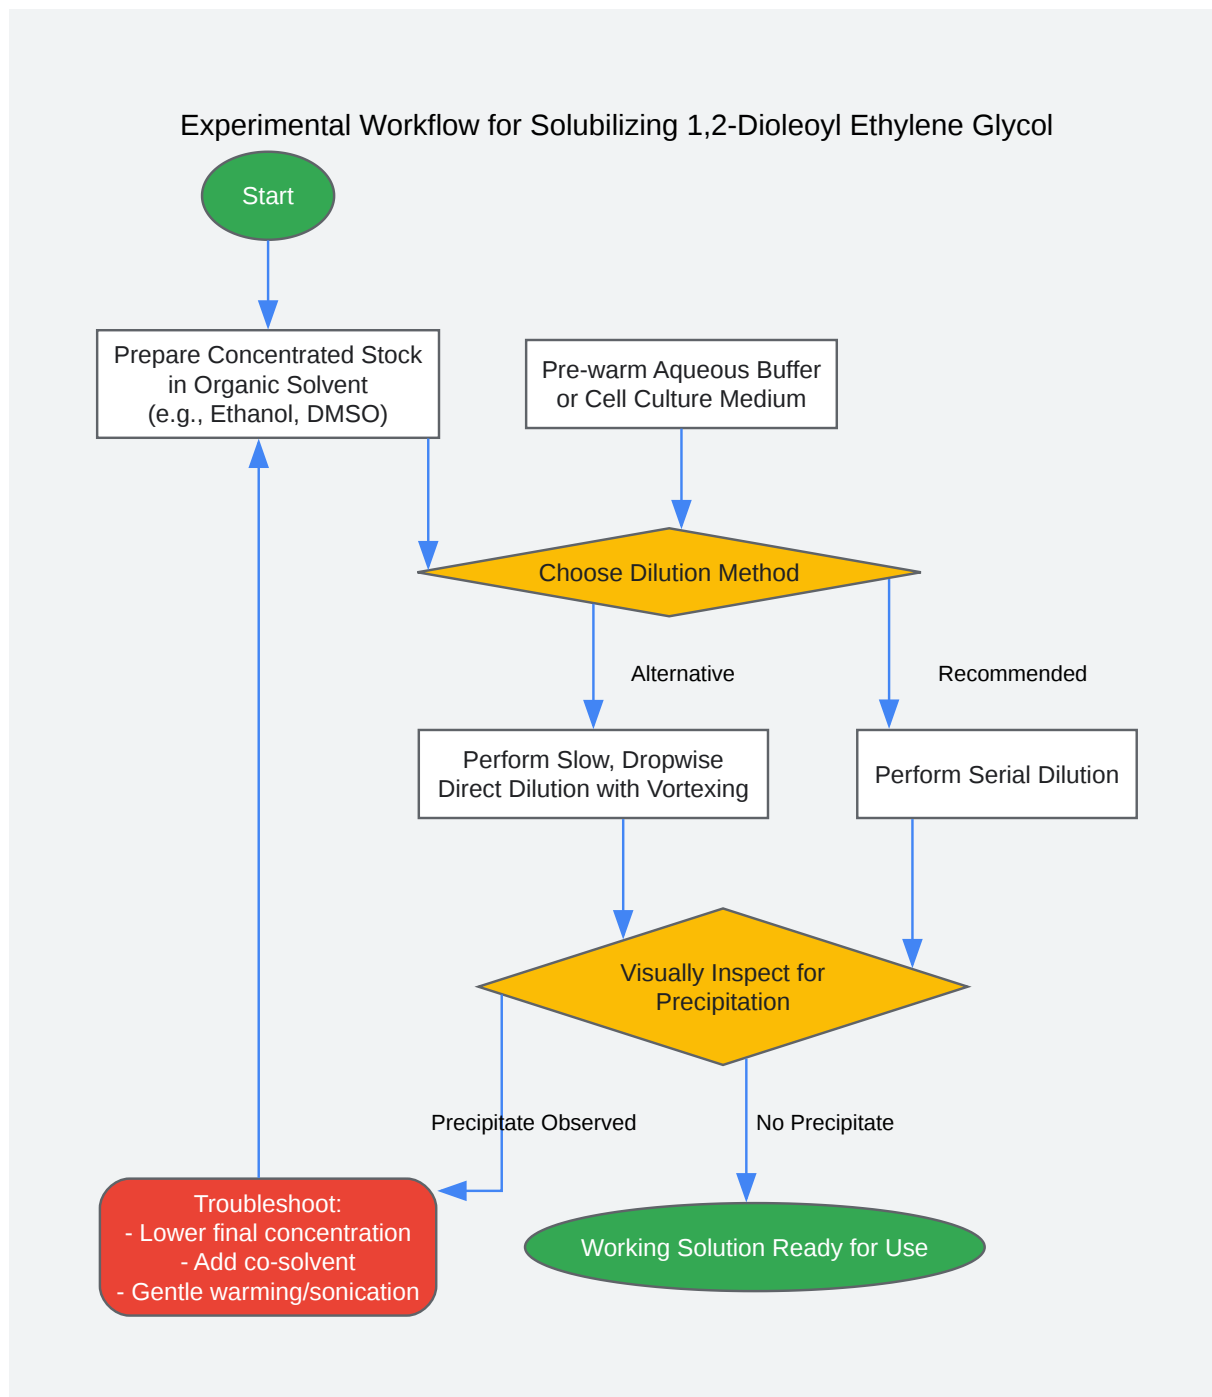 Experimental Workflow for Solubilizing 1,2-Dioleoyl Ethylene Glycol
Start
Prepare Concentrated Stock
in Organic Solvent
(e.g., Ethanol, DMSO)
Pre-warm Aqueous Buffer
or Cell Culture Medium
Choose Dilution Method
Alternative
Recommended
Perform Slow, Dropwise
Direct Dilution with Vortexing
Perform Serial Dilution
Visually Inspect for
Precipitation
Precipitate Observed
No Precipitate
Troubleshoot:
- Lower final concentration
- Add co-solvent
- Gentle warming/sonication
Working Solution Ready for Use